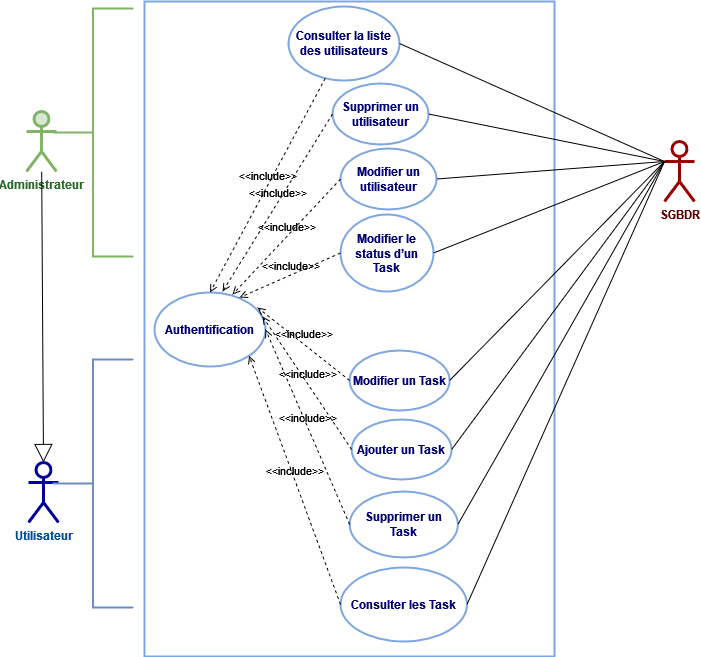 Consulter la liste
des utilisateurs
Supprimer un
utilisateur
<<include>>
<<include>>
Modifier un
utilisateur
Administrateur
SGBDR
<<include>>
Modifier le
status d'un
Task
<<include>>
Authentification
<<include>>
<<include>>
Modifier un Task
<<include>>
Ajouter un Task
<<include>>
Supprimer un
Task
Utilisateur
Consulter les Task